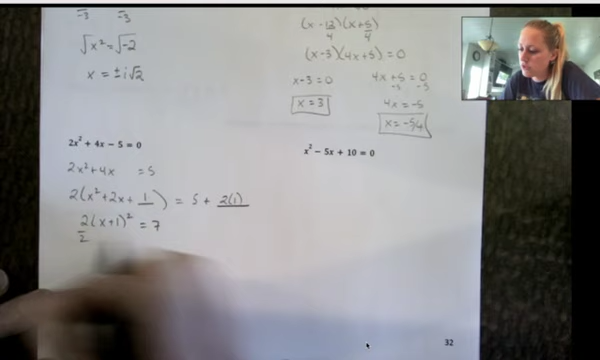 -3 -3
√x² = √-2
x = ± i√2
(x - 12/4)(x + 5/4)
(x - 3)(4x + 5) = 0
x - 3 = 0 4x + 5 = 0
-5 -5
x = 3 4x = -5
x = -5/4
2x² + 4x − 5 = 0
2x² + 4x = 5
2(x² + 2x + 1) = 5 + 2(1)
2(x + 1)² = 7
2
x² − 5x + 10 = 0
32